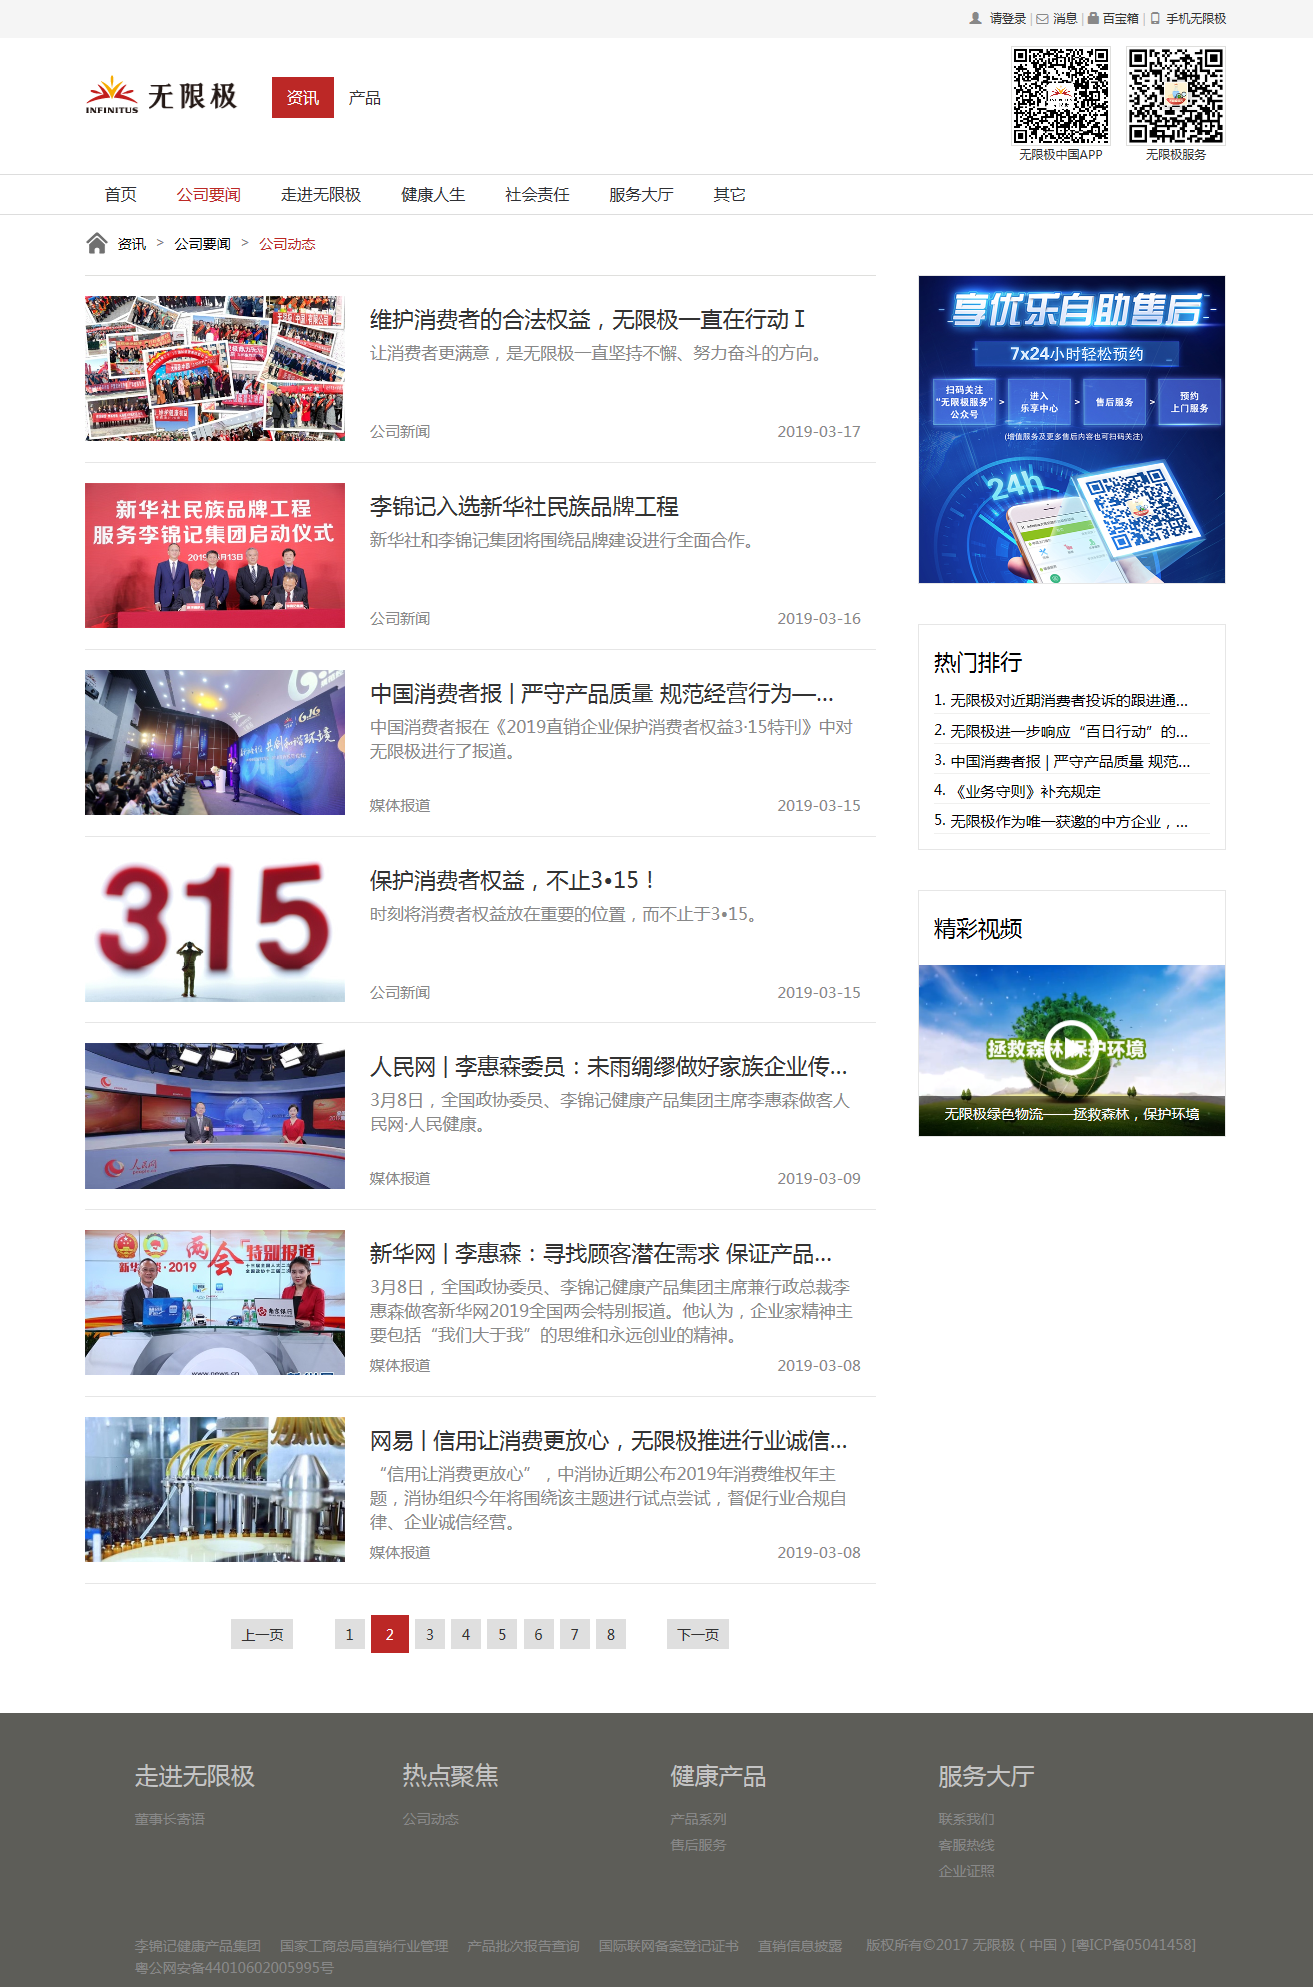 请登录 | 消息 | 百宝箱 | 手机无限极
INFINITUS 无限极
资讯 产品
无限极中国APP 无限极服务
首页 公司要闻 走进无限极 健康人生 社会责任 服务大厅 其它
资讯 > 公司要闻 > 公司动态
维护消费者的合法权益，无限极一直在行动 I
让消费者更满意，是无限极一直坚持不懈、努力奋斗的方向。
公司新闻 2019-03-17
新华社民族品牌工程
服务李锦记集团启动仪式
李锦记入选新华社民族品牌工程
新华社和李锦记集团将围绕品牌建设进行全面合作。
公司新闻 2019-03-16
中国消费者报 | 严守产品质量 规范经营行为—...
中国消费者报在《2019直销企业保护消费者权益3·15特刊》中对
无限极进行了报道。
媒体报道 2019-03-15
315
保护消费者权益，不止3•15！
时刻将消费者权益放在重要的位置，而不止于3•15。
公司新闻 2019-03-15
人民网
人民网 | 李惠森委员：未雨绸缪做好家族企业传...
3月8日，全国政协委员、李锦记健康产品集团主席李惠森做客人
民网·人民健康。
媒体报道 2019-03-09
两会 特别报道
2019
www.news.cn
新华网 | 李惠森：寻找顾客潜在需求 保证产品...
3月8日，全国政协委员、李锦记健康产品集团主席兼行政总裁李
惠森做客新华网2019全国两会特别报道。他认为，企业家精神主
要包括“我们大于我”的思维和永远创业的精神。
媒体报道 2019-03-08
网易 | 信用让消费更放心，无限极推进行业诚信...
“信用让消费更放心”，中消协近期公布2019年消费维权年主
题，消协组织今年将围绕该主题进行试点尝试，督促行业合规自
律、企业诚信经营。
媒体报道 2019-03-08
上一页 1 2 3 4 5 6 7 8 下一页
享优乐自助售后
7x24小时轻松预约
扫码关注
“无限极服务”
公众号
>
进入
乐享中心
>
售后服务
>
预约
上门服务
(增值服务及更多售后内容也可扫码关注)
24h
热门排行
1. 无限极对近期消费者投诉的跟进通...
2. 无限极进一步响应“百日行动”的...
3. 中国消费者报 | 严守产品质量 规范...
4. 《业务守则》补充规定
5. 无限极作为唯一获邀的中方企业，...
精彩视频
拯救森林 保护环境
无限极绿色物流——拯救森林，保护环境
走进无限极
董事长寄语
热点聚焦
公司动态
健康产品
产品系列
售后服务
服务大厅
联系我们
客服热线
企业证照
李锦记健康产品集团 国家工商总局直销行业管理 产品批次报告查询 国际联网备案登记证书 直销信息披露 版权所有©2017 无限极（中国）[粤ICP备05041458]
粤公网安备44010602005995号